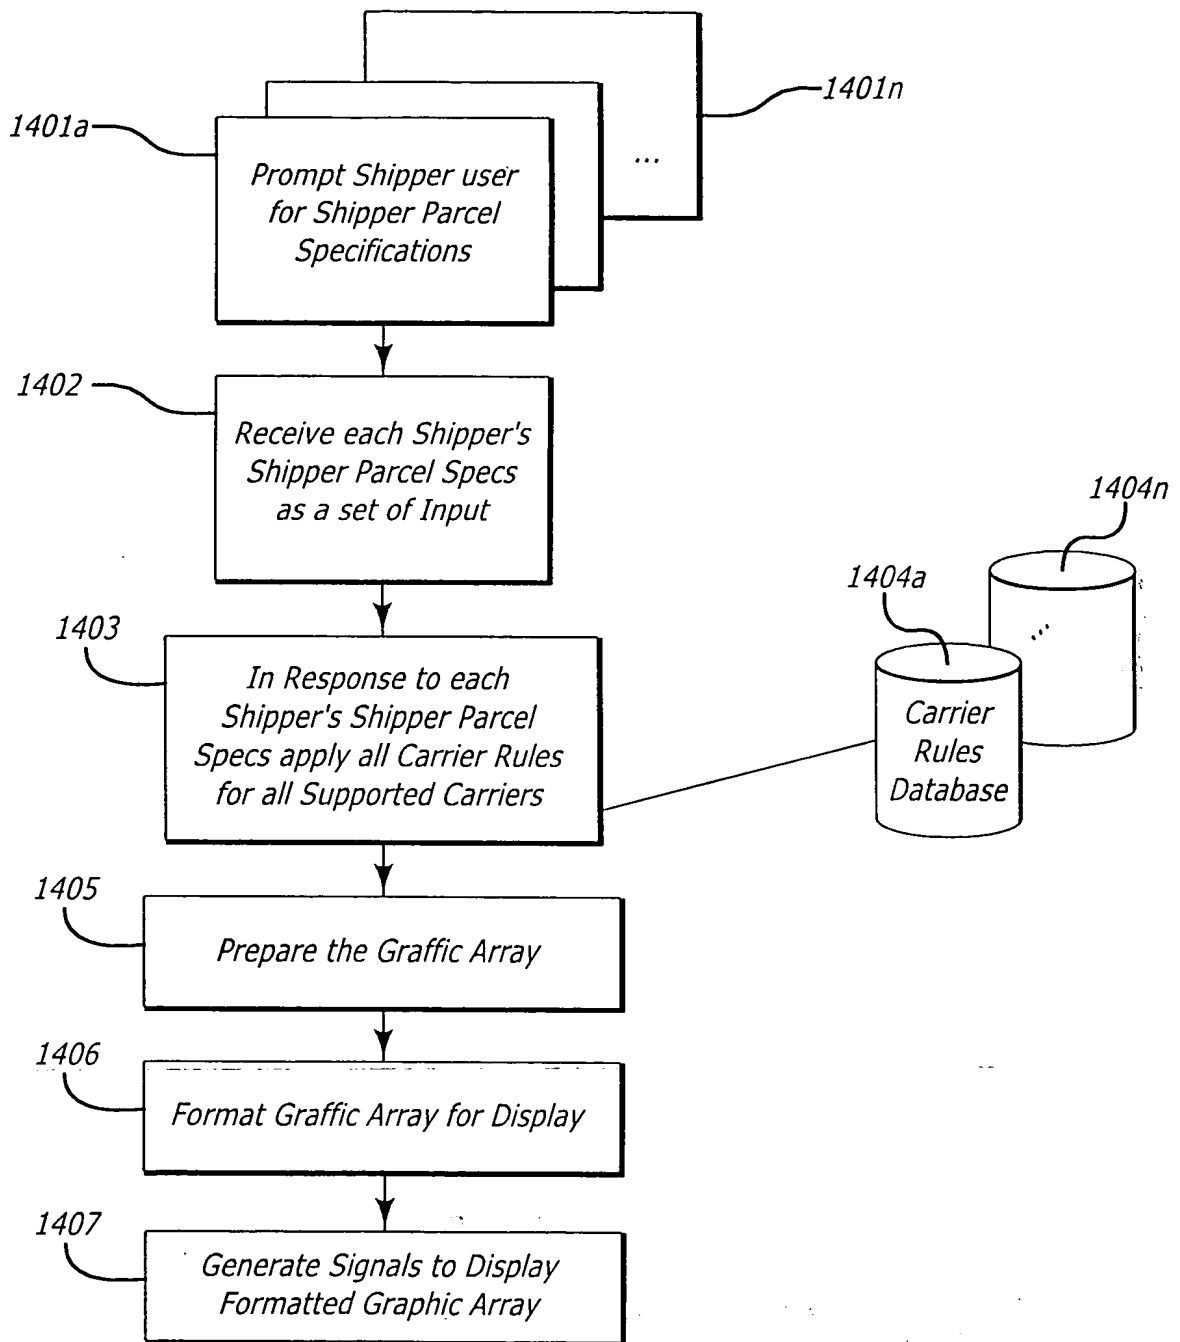 1401n
1401a
...
Prompt Shipper user
for Shipper Parcel
Specifications
1402
Receive each Shipper's
Shipper Parcel Specs
as a set of Input
1404n
1404a
...
1403
In Response to each
Shipper's Shipper Parcel
Specs apply all Carrier Rules
for all Supported Carriers
Carrier
Rules
Database
1405
Prepare the Graffic Array
1406
Format Graffic Array for Display
1407
Generate Signals to Display
Formatted Graphic Array